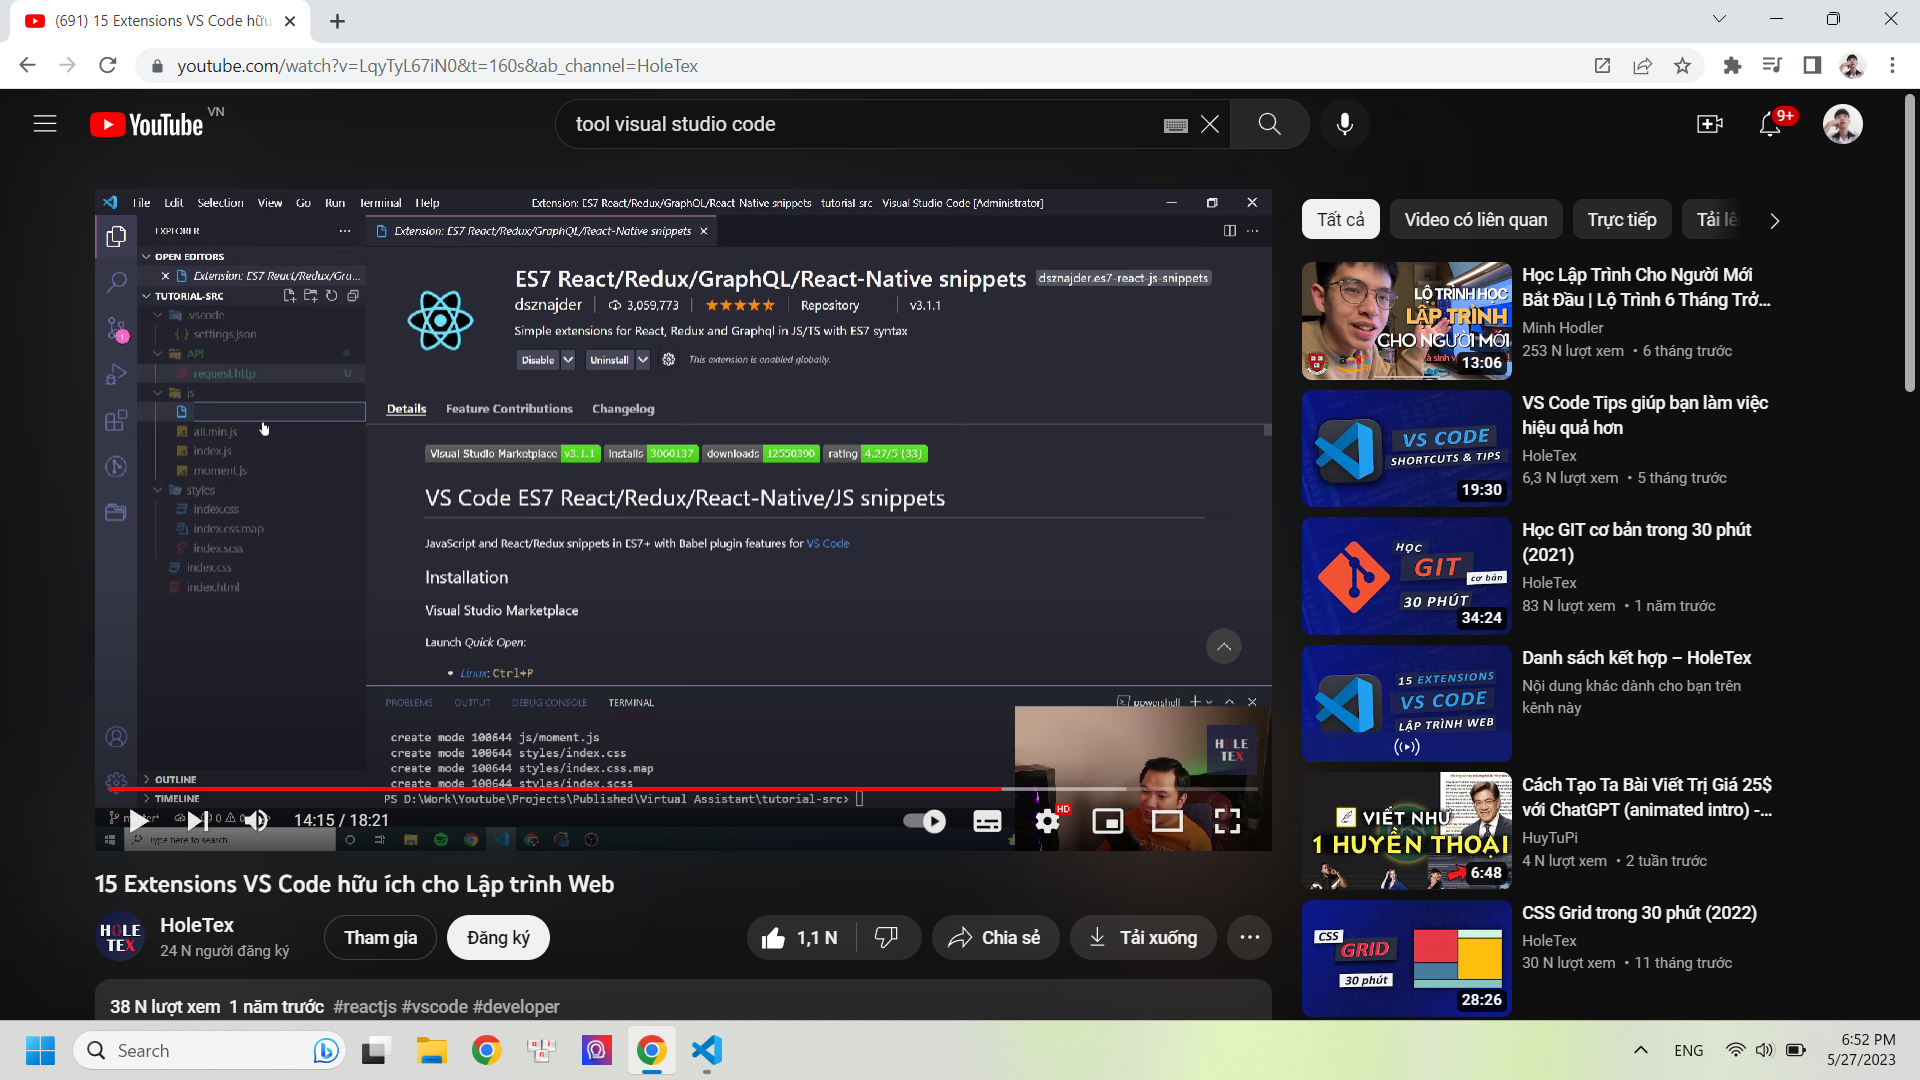 (691) 15 Extensions VS Code hữu
youtube.com/watch?v=LqyTyL67iN0&t=160s&ab_channel=HoleTex
YouTube VN
tool visual studio code
9+
File Edit Selection View Go Run Terminal Help
Extension: ES7 React/Redux/GraphQL/React-Native snippets - tutorial-src - Visual Studio Code [Administrator]
EXPLORER
Extension: ES7 React/Redux/GraphQL/React-Native snippets
OPEN EDITORS
Extension: ES7 React/Redux/Gra...
TUTORIAL-SRC
.vscode
settings.json
API
request.http U
js
all.min.js
index.js
moment.js
styles
index.css
index.css.map
index.scss
index.css
index.html
OUTLINE
TIMELINE
ES7 React/Redux/GraphQL/React-Native snippets dsznajder.es7-react-js-snippets
dsznajder 3,059,773 Repository v3.1.1
Simple extensions for React, Redux and Graphql in JS/TS with ES7 syntax
Disable Uninstall This extension is enabled globally.
Details Feature Contributions Changelog
Visual Studio Marketplace v3.1.1 installs 3060137 downloads 12550390 rating 4.27/5 (33)
VS Code ES7 React/Redux/React-Native/JS snippets
JavaScript and React/Redux snippets in ES7+ with Babel plugin features for VS Code
Installation
Visual Studio Marketplace
Launch Quick Open:
Linux: Ctrl+P
PROBLEMS OUTPUT DEBUG CONSOLE TERMINAL
powershell
create mode 100644 js/moment.js
create mode 100644 styles/index.css
create mode 100644 styles/index.css.map
create mode 100644 styles/index.scss
PS D:\Work\Youtube\Projects\Published\Virtual Assistant\tutorial-src>
HOLE
TEX
14:15 / 18:21
HD
Type here to search
15 Extensions VS Code hữu ích cho Lập trình Web
HOLE
TEX
HoleTex
24 N người đăng ký
Tham gia
Đăng ký
1,1 N
Chia sẻ
Tải xuống
38 N lượt xem 1 năm trước #reactjs #vscode #developer
Tất cả Video có liên quan Trực tiếp Tải lê
LỘ TRÌNH HỌC
LẬP TRÌNH
CHO NGƯỜI MỚI
13:06
Học Lập Trình Cho Người Mới
Bắt Đầu | Lộ Trình 6 Tháng Trở...
Minh Hodler
253 N lượt xem • 6 tháng trước
VS CODE
SHORTCUTS & TIPS
19:30
VS Code Tips giúp bạn làm việc
hiệu quả hơn
HoleTex
6,3 N lượt xem • 5 tháng trước
HỌC
GIT
cơ bản
30 PHÚT
34:24
Học GIT cơ bản trong 30 phút
(2021)
HoleTex
83 N lượt xem • 1 năm trước
15 EXTENSIONS
VS CODE
LẬP TRÌNH WEB
Danh sách kết hợp – HoleTex
Nội dung khác dành cho bạn trên
kênh này
VIẾT NHƯ
1 HUYỀN THOẠI
6:48
Cách Tạo Ta Bài Viết Trị Giá 25$
với ChatGPT (animated intro) -...
HuyTuPi
4 N lượt xem • 2 tuần trước
CSS
GRID
30 phút
28:26
CSS Grid trong 30 phút (2022)
HoleTex
30 N lượt xem • 11 tháng trước
Search
ENG
6:52 PM
5/27/2023